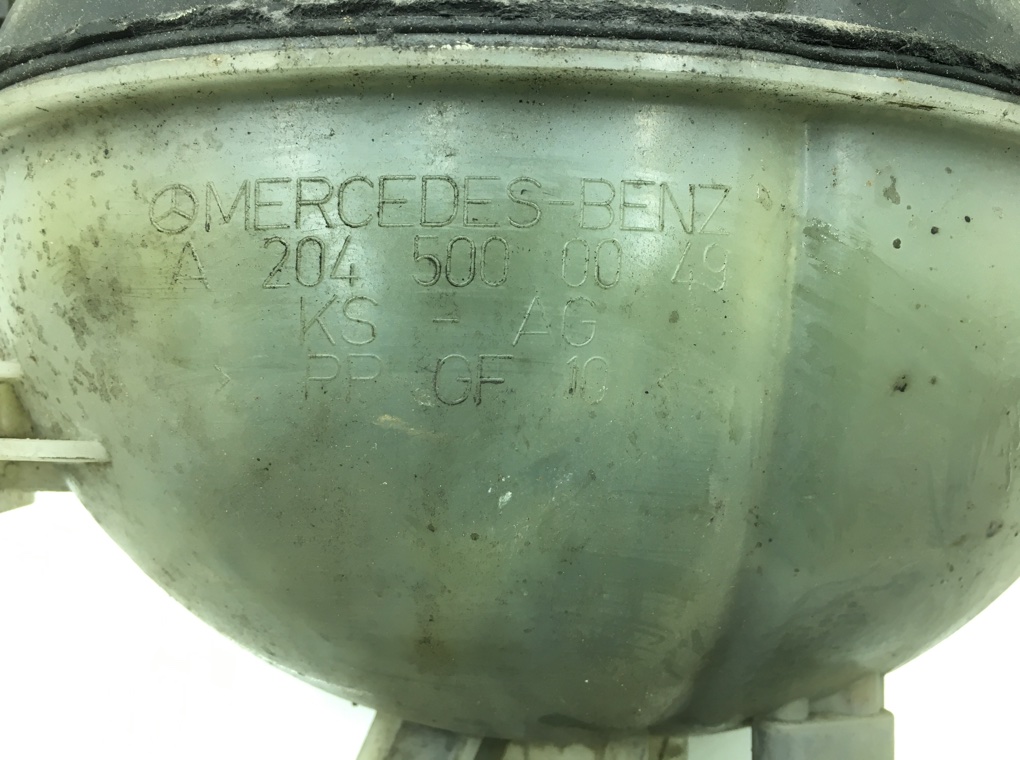 MERCEDES-BENZ
A 204 500 00 49
KS - AG
> PP GF 10 <